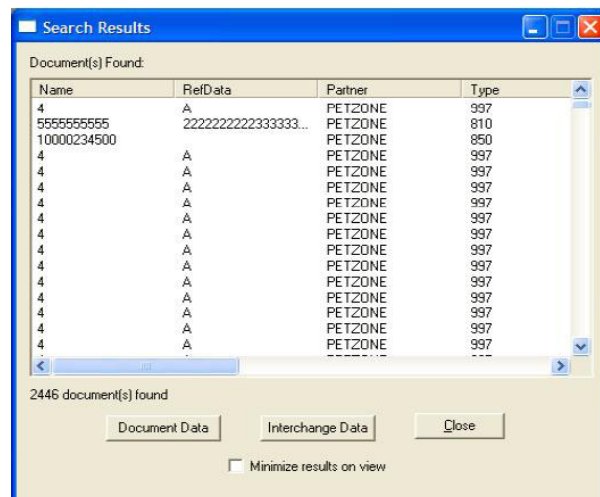 Search Results
Document(s) Found:
Name RefData Partner Type
4 A PETZONE 997
5555555555 2222222222333333... PETZONE 810
10000234500 PETZONE 850
4 A PETZONE 997
4 A PETZONE 997
4 A PETZONE 997
4 A PETZONE 997
4 A PETZONE 997
4 A PETZONE 997
4 A PETZONE 997
4 A PETZONE 997
4 A PETZONE 997
4 A PETZONE 997
4 A PETZONE 997
4 A PETZONE 997
4 A PETZONE 997
2446 document(s) found
Document Data Interchange Data Close
Minimize results on view